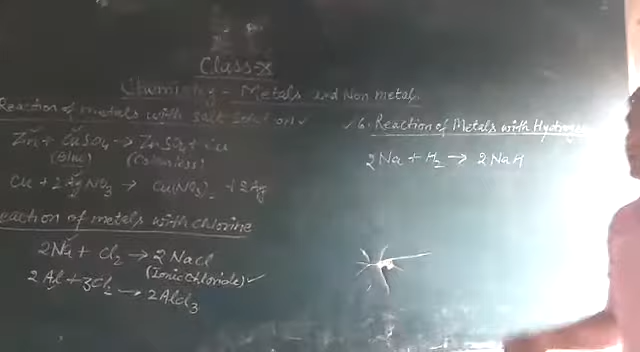 Class-X
Chemistry - Metals and Non metal.
Reaction of metals with salt solution ✓
Zn + CuSO4 → ZnSO4 + Cu
(Blue) (Colourless)
Cu + 2AgNO3 → Cu(NO3)2 + 2Ag
eaction of metals with chlorine
2Na + Cl2 → 2NaCl
(Ionic Chloride) ✓
2Al + 3Cl2 → 2AlCl3
✓ 6. Reaction of Metals with Hydrogen
2Na + H2 → 2NaH